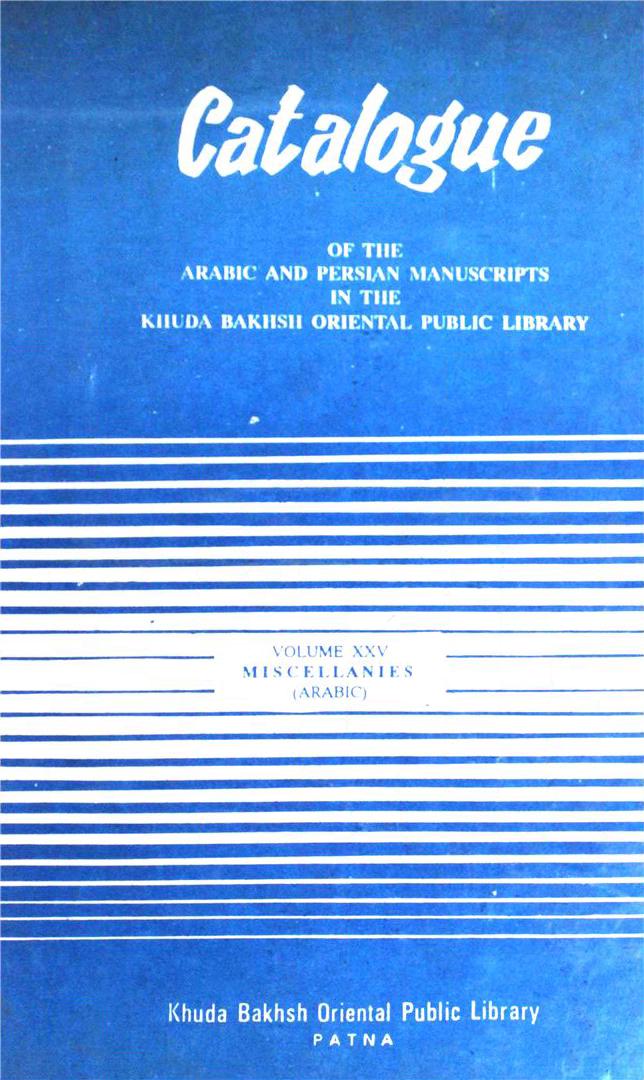 Catalogue
OF THE
ARABIC AND PERSIAN MANUSCRIPTS
IN THE
KHUDA BAKHSH ORIENTAL PUBLIC LIBRARY
VOLUME XXV
MISCELLANIES
(ARABIC)
Khuda Bakhsh Oriental Public Library
PATNA